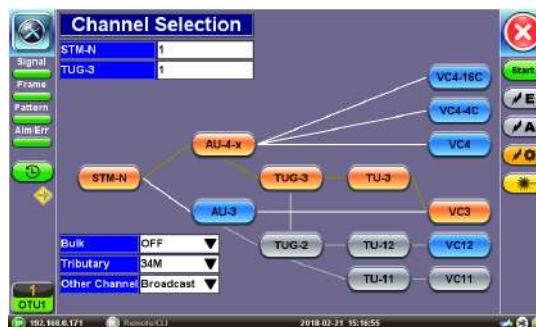 Channel Selection
STM-N 1
TUG-3 1
Signal
Frame
Pattern
Alm/Err
Start
E
A
O
VC4-16C
VC4-4C
AU-4-x VC4
STM-N TUG-3 TU-3
AU-3 VC3
TUG-2 TU-12 VC12
TU-11 VC11
Bulk OFF
Tributary 34M
Other Channel Broadcast
1
OTU1
192.168.0.171 Remote/CLI 2018-02-21 15:16:55